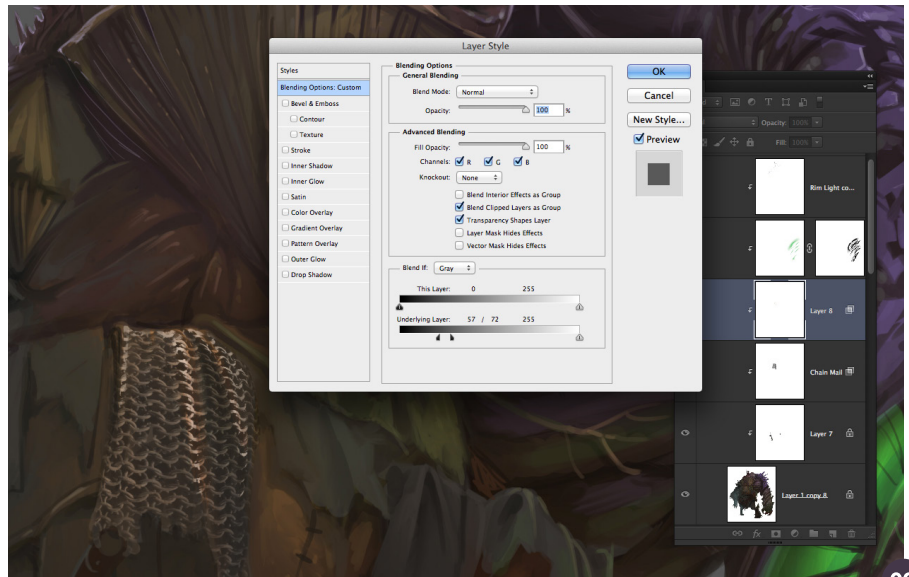 Layer Style
Styles
Blending Options: Custom
Bevel & Emboss
Contour
Texture
Stroke
Inner Shadow
Inner Glow
Satin
Color Overlay
Gradient Overlay
Pattern Overlay
Outer Glow
Drop Shadow
Blending Options
General Blending
Blend Mode: Normal
Opacity: 100 %
Advanced Blending
Fill Opacity: 100 %
Channels: R G B
Knockout: None
Blend Interior Effects as Group
Blend Clipped Layers as Group
Transparency Shapes Layer
Layer Mask Hides Effects
Vector Mask Hides Effects
Blend If: Gray
This Layer: 0 255
Underlying Layer: 57 / 72 255
OK
Cancel
New Style...
Preview
Opacity: 100%
Fill: 100%
Rim Light co...
Layer 8
Chain Mail
Layer 7
Layer 1 copy 8
fx